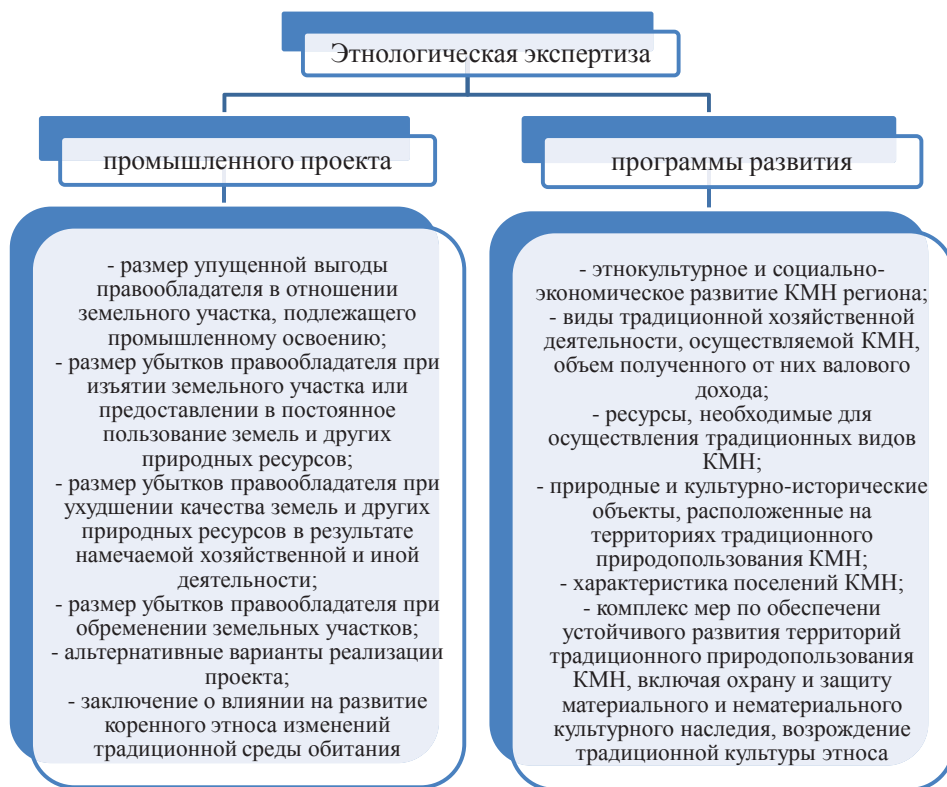 Этнологическая экспертиза
промышленного проекта
программы развития
- размер упущенной выгоды
правообладателя в отношении
земельного участка, подлежащего
промышленному освоению;
- размер убытков правообладателя при
изъятии земельного участка или
предоставлении в постоянное
пользование земель и других
природных ресурсов;
- размер убытков правообладателя при
ухудшении качества земель и других
природных ресурсов в результате
намечаемой хозяйственной и иной
деятельности;
- размер убытков правообладателя при
обременении земельных участков;
- альтернативные варианты реализации
проекта;
- заключение о влиянии на развитие
коренного этноса изменений
традиционной среды обитания
- этнокультурное и социально-
экономическое развитие КМН региона;
- виды традиционной хозяйственной
деятельности, осуществляемой КМН,
объем полученного от них валового
дохода;
- ресурсы, необходимые для
осуществления традиционных видов
КМН;
- природные и культурно-исторические
объекты, расположенные на
территориях традиционного
природопользования КМН;
- характеристика поселений КМН;
- комплекс мер по обеспечени
устойчивого развития территорий
традиционного природопользования
КМН, включая охрану и защиту
материального и нематериального
культурного наследия, возрождение
традиционной культуры этноса